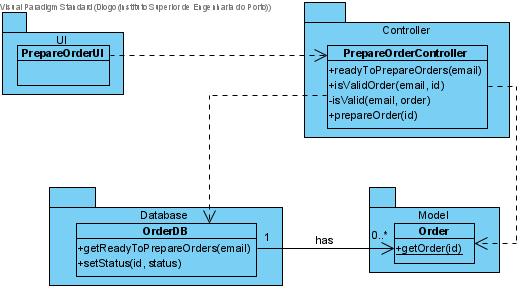 Visual Paradigm Standard (Diogo (Instituto Superior de Engenharia do Porto))
UI
PrepareOrderUI
Controller
PrepareOrderController
+readyToPrepareOrders(email)
+isValidOrder(email, id)
-isValid(email, order)
+prepareOrder(id)
Database
OrderDB
+getReadyToPrepareOrders(email)
+setStatus(id, status)
1
has
0..*
Model
Order
+getOrder(id)